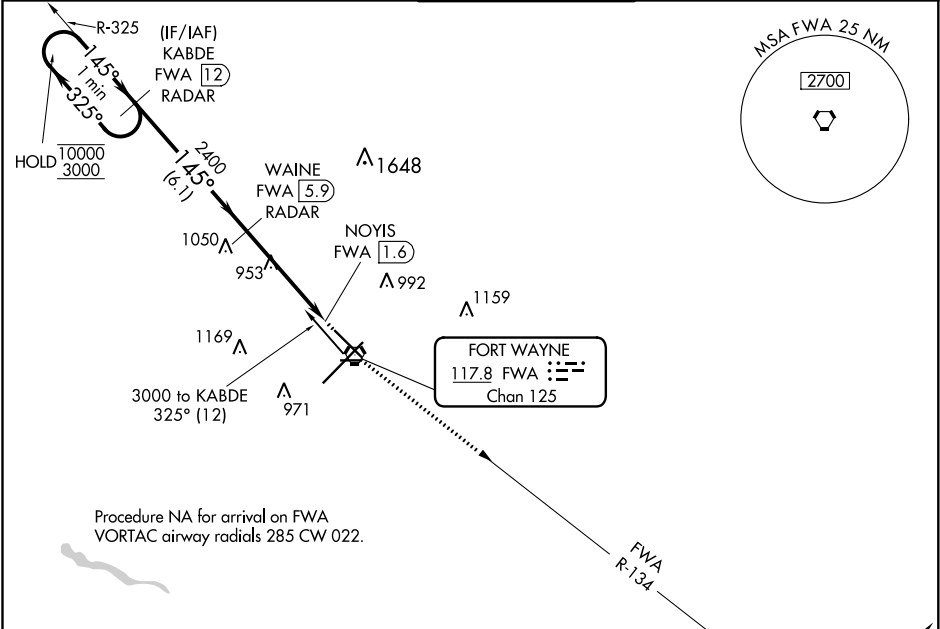 R-325
(IF/IAF)
KABDE
FWA 12
RADAR
145°
1 min
325°
HOLD 10000
3000
2400
145°
(6.1)
WAINE
FWA 5.9
RADAR
1648
1050
953
NOYIS
FWA 1.6
992
1159
1169
3000 to KABDE
325° (12)
971
FORT WAYNE
117.8 FWA
Chan 125
MSA FWA 25 NM
2700
Procedure NA for arrival on FWA
VORTAC airway radials 285 CW 022.
FWA
R-134